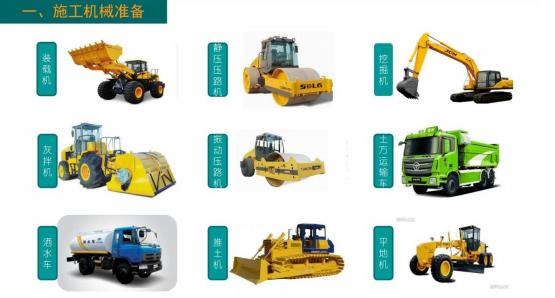 一、施工机械准备
装载机
静压压路机
SDLG
挖掘机
灰拌机
振动压路机
土方运输车
洒水车
推土机
平地机